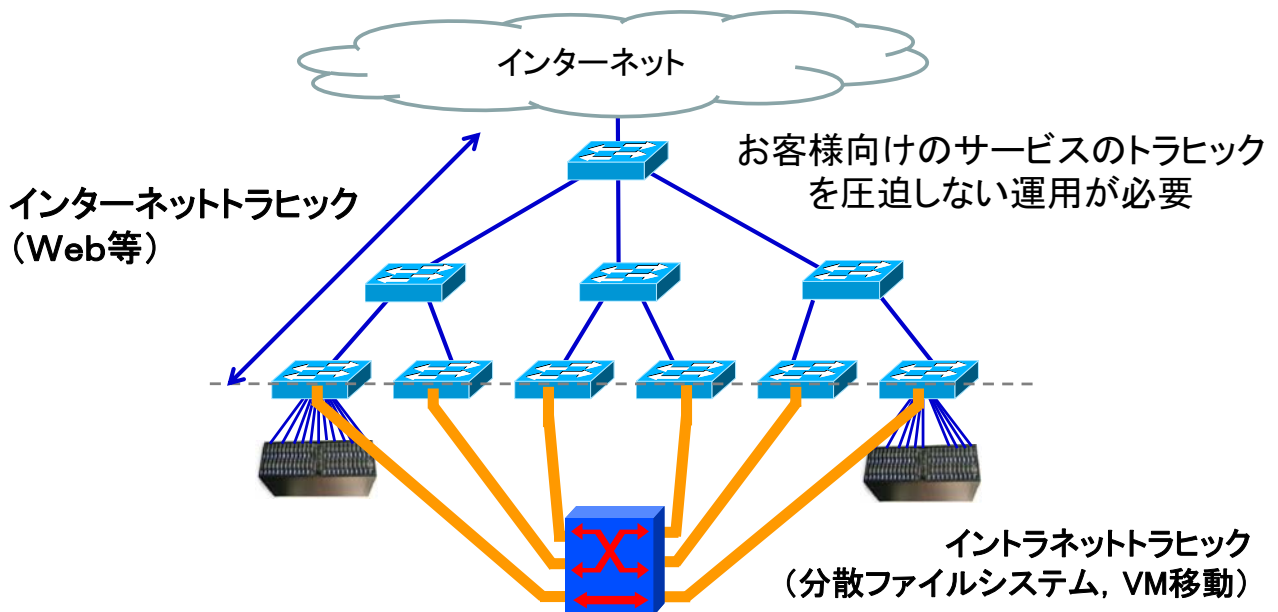 インターネット
お客様向けのサービスのトラヒック
を圧迫しない運用が必要
インターネットトラヒック
（Web等）
イントラネットトラヒック
（分散ファイルシステム，VM移動）